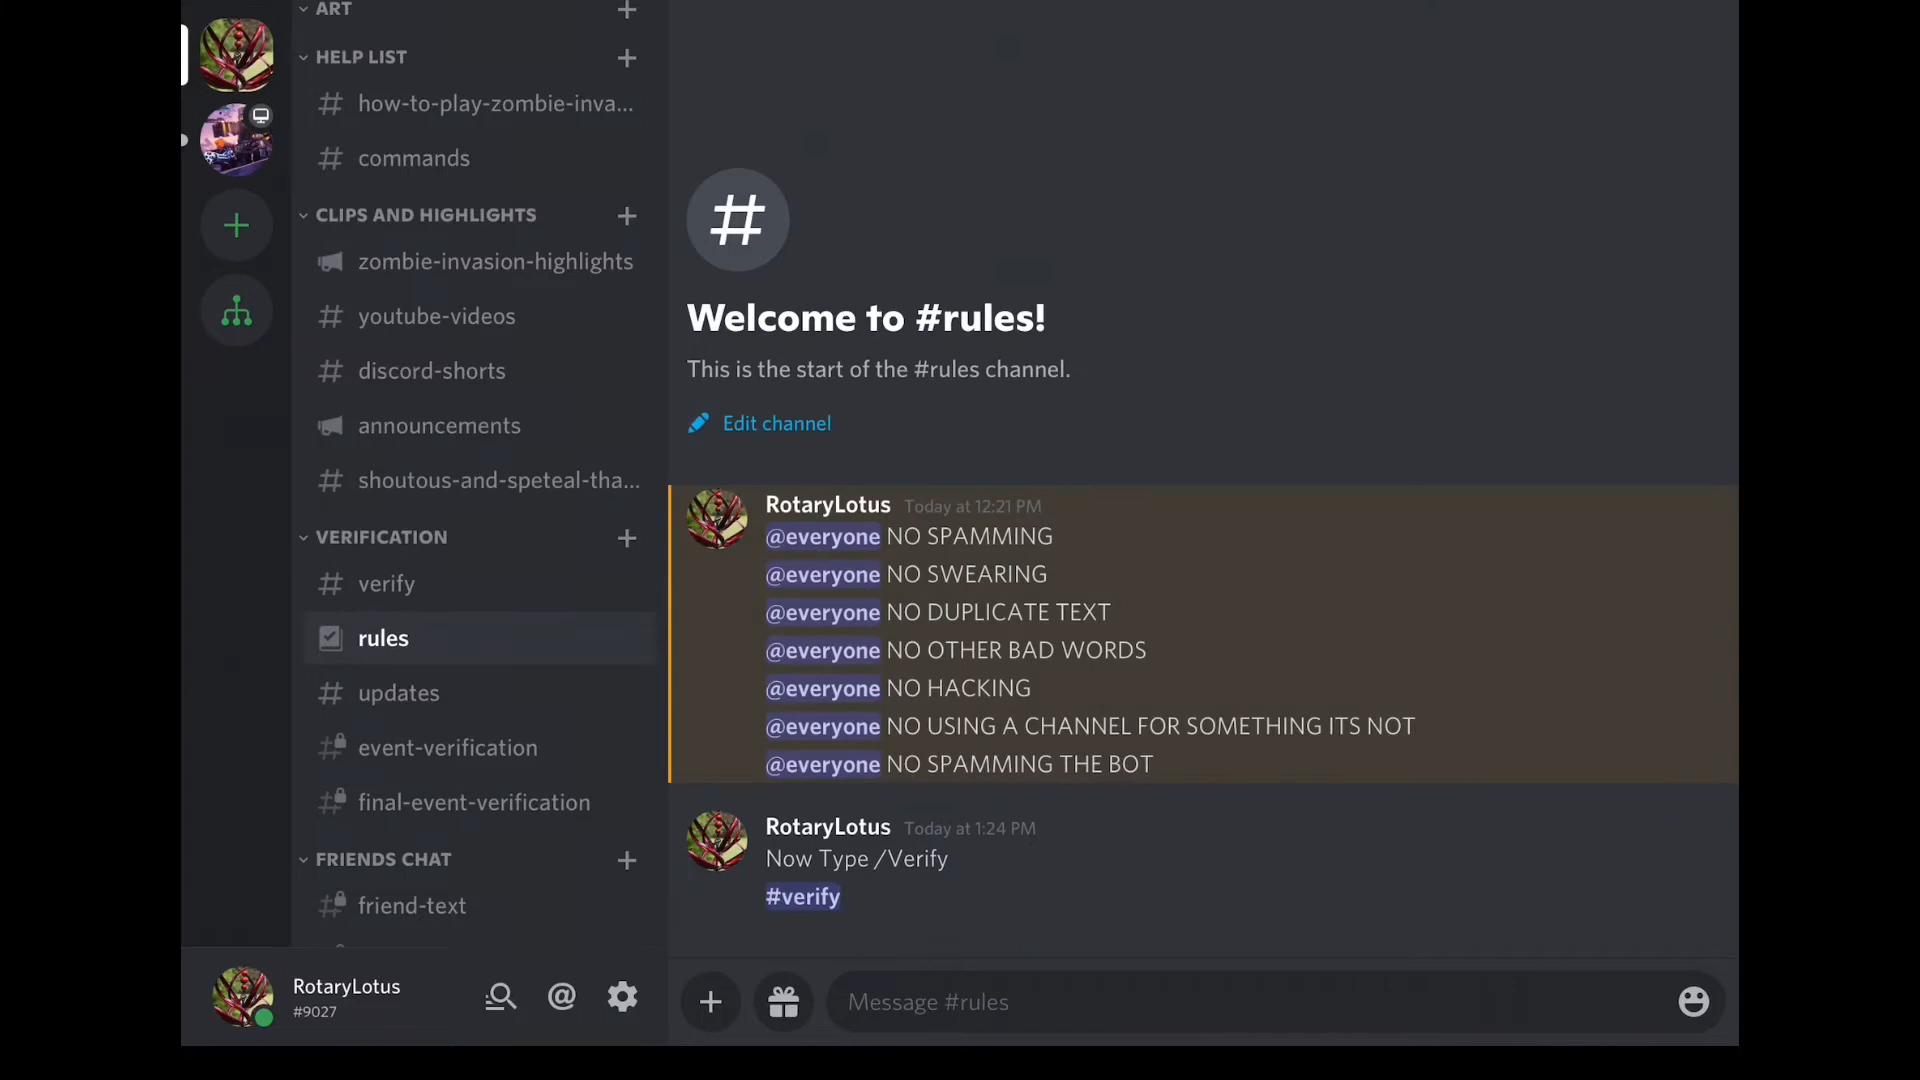 ART
HELP LIST
how-to-play-zombie-inva...
commands
CLIPS AND HIGHLIGHTS
zombie-invasion-highlights
youtube-videos
discord-shorts
announcements
shoutous-and-speteal-tha...
VERIFICATION
verify
rules
updates
event-verification
final-event-verification
FRIENDS CHAT
friend-text
RotaryLotus
#9027
Welcome to #rules!
This is the start of the #rules channel.
Edit channel
RotaryLotus Today at 12:21 PM
@everyone NO SPAMMING
@everyone NO SWEARING
@everyone NO DUPLICATE TEXT
@everyone NO OTHER BAD WORDS
@everyone NO HACKING
@everyone NO USING A CHANNEL FOR SOMETHING ITS NOT
@everyone NO SPAMMING THE BOT
RotaryLotus Today at 1:24 PM
Now Type /Verify
#verify
Message #rules